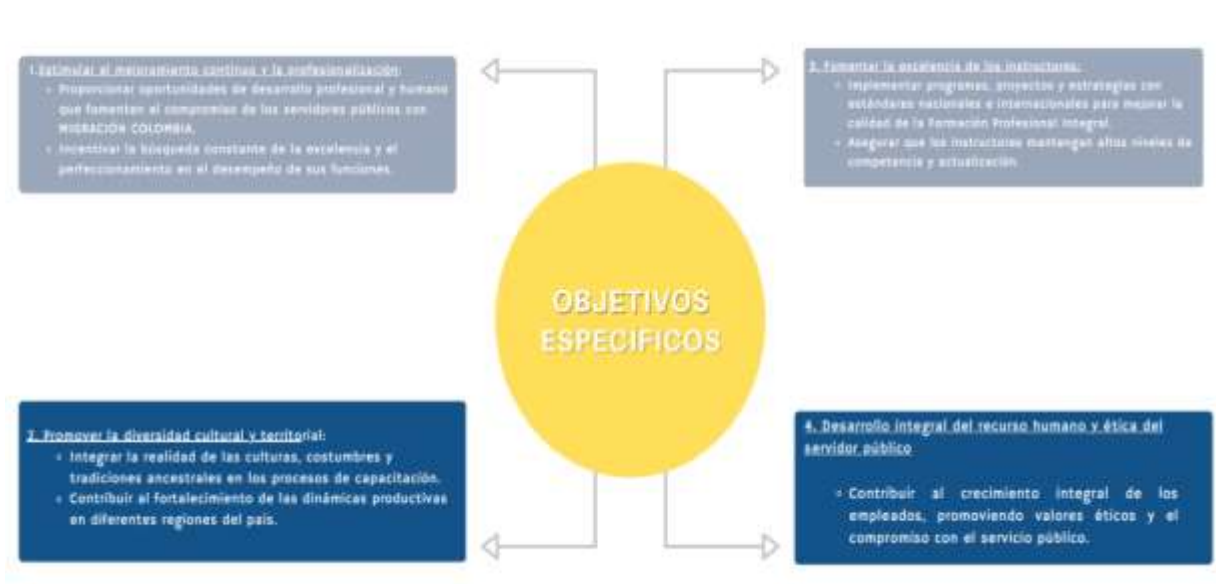 1.Estimular el mejoramiento continuo y la profesionalización:
◦ Proporcionar oportunidades de desarrollo profesional y humano
que fomenten el compromiso de los servidores públicos con
MIGRACIÓN COLOMBIA.
◦ Incentivar la búsqueda constante de la excelencia y el
perfeccionamiento en el desempeño de sus funciones.
3. Fomentar la excelencia de los instructores:
◦ Implementar programas, proyectos y estrategias con
estándares nacionales e internacionales para mejorar la
calidad de la Formación Profesional Integral.
◦ Asegurar que los instructores mantengan altos niveles de
competencia y actualización
OBJETIVOS
ESPECIFICOS
2. Promover la diversidad cultural y territorial:
◦ Integrar la realidad de las culturas, costumbres y
tradiciones ancestrales en los procesos de capacitación.
◦ Contribuir al fortalecimiento de las dinámicas productivas
en diferentes regiones del país.
4. Desarrollo integral del recurso humano y ética del
servidor público
◦ Contribuir al crecimiento integral de los
empleados, promoviendo valores éticos y el
compromiso con el servicio público.